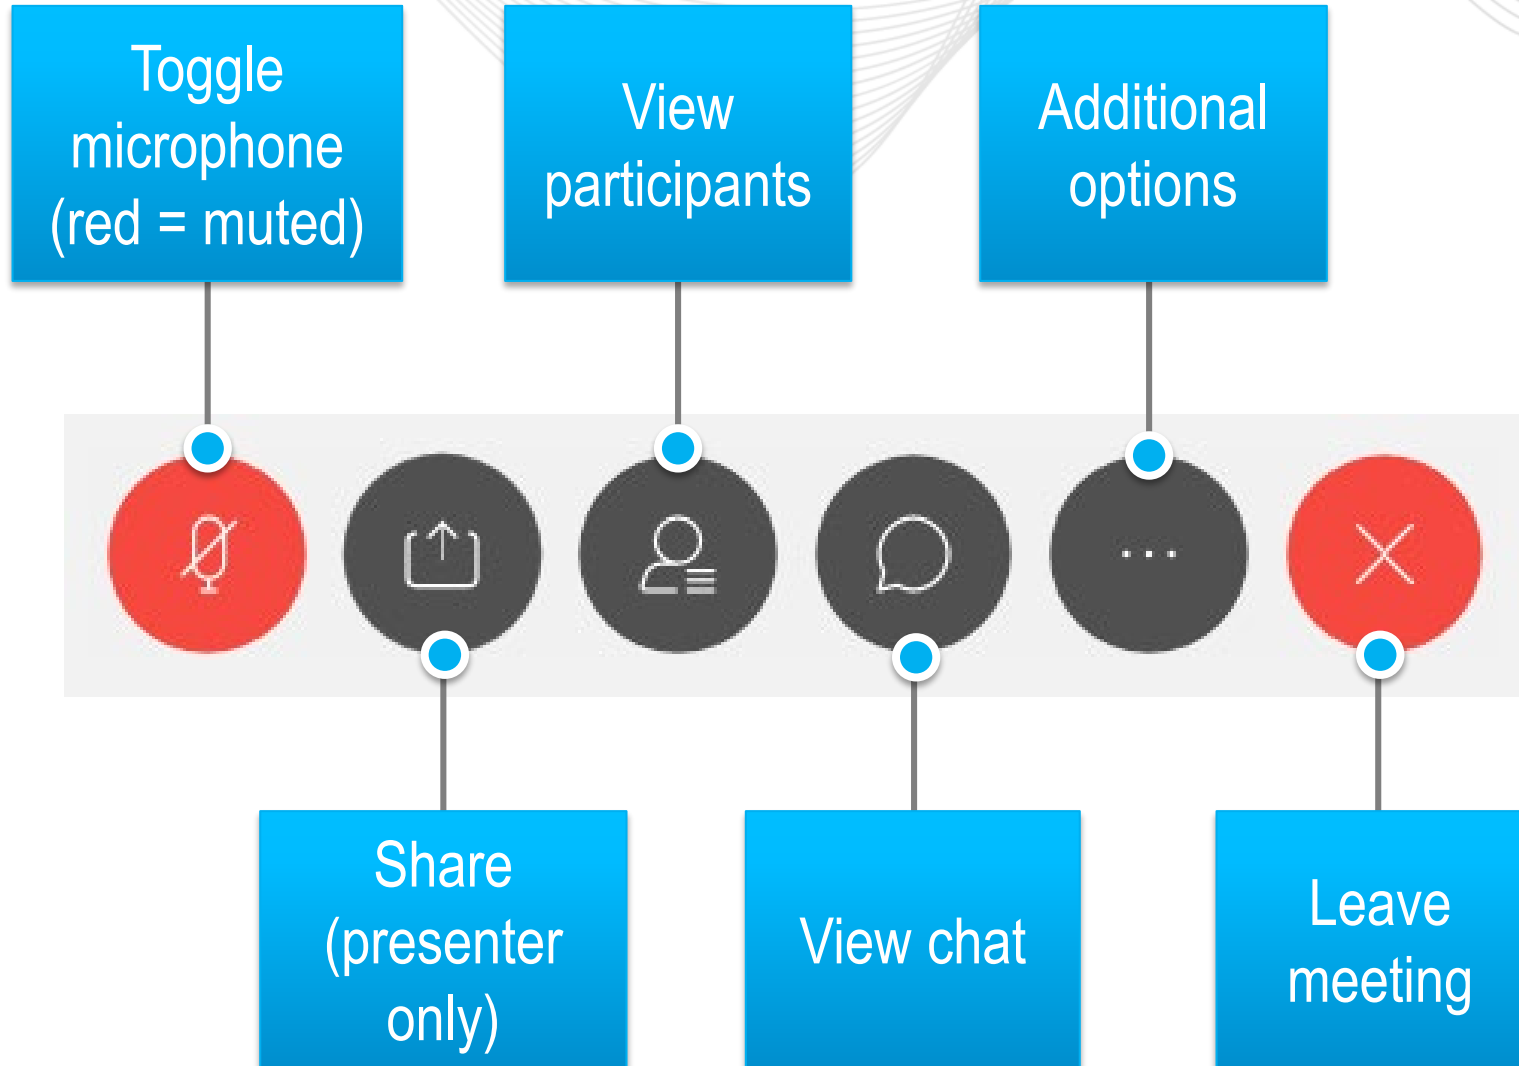 Toggle
microphone
(red = muted)
View
participants
Additional
options
Share
(presenter
only)
View chat
Leave
meeting